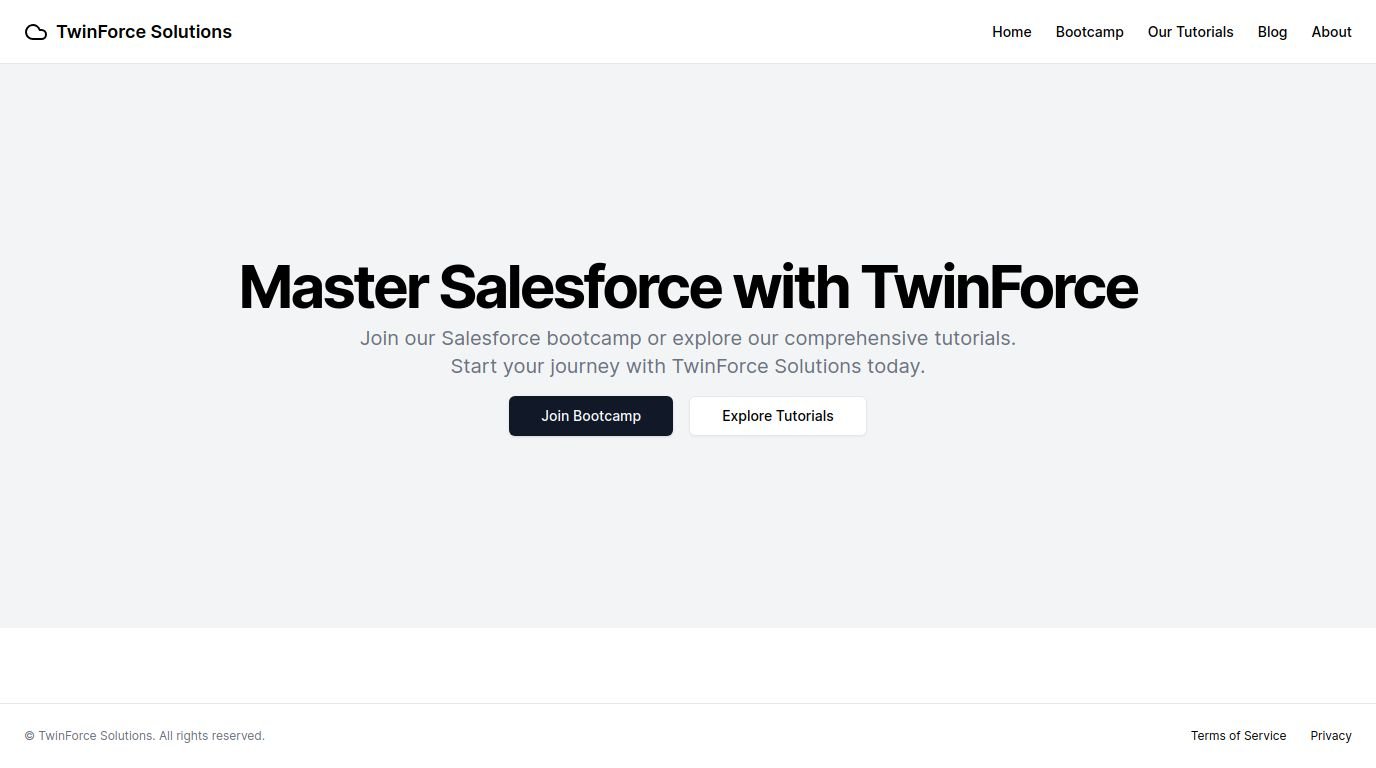 TwinForce Solutions
Home Bootcamp Our Tutorials Blog About
Master Salesforce with TwinForce
Join our Salesforce bootcamp or explore our comprehensive tutorials.
Start your journey with TwinForce Solutions today.
Join Bootcamp Explore Tutorials
© TwinForce Solutions. All rights reserved.
Terms of Service Privacy